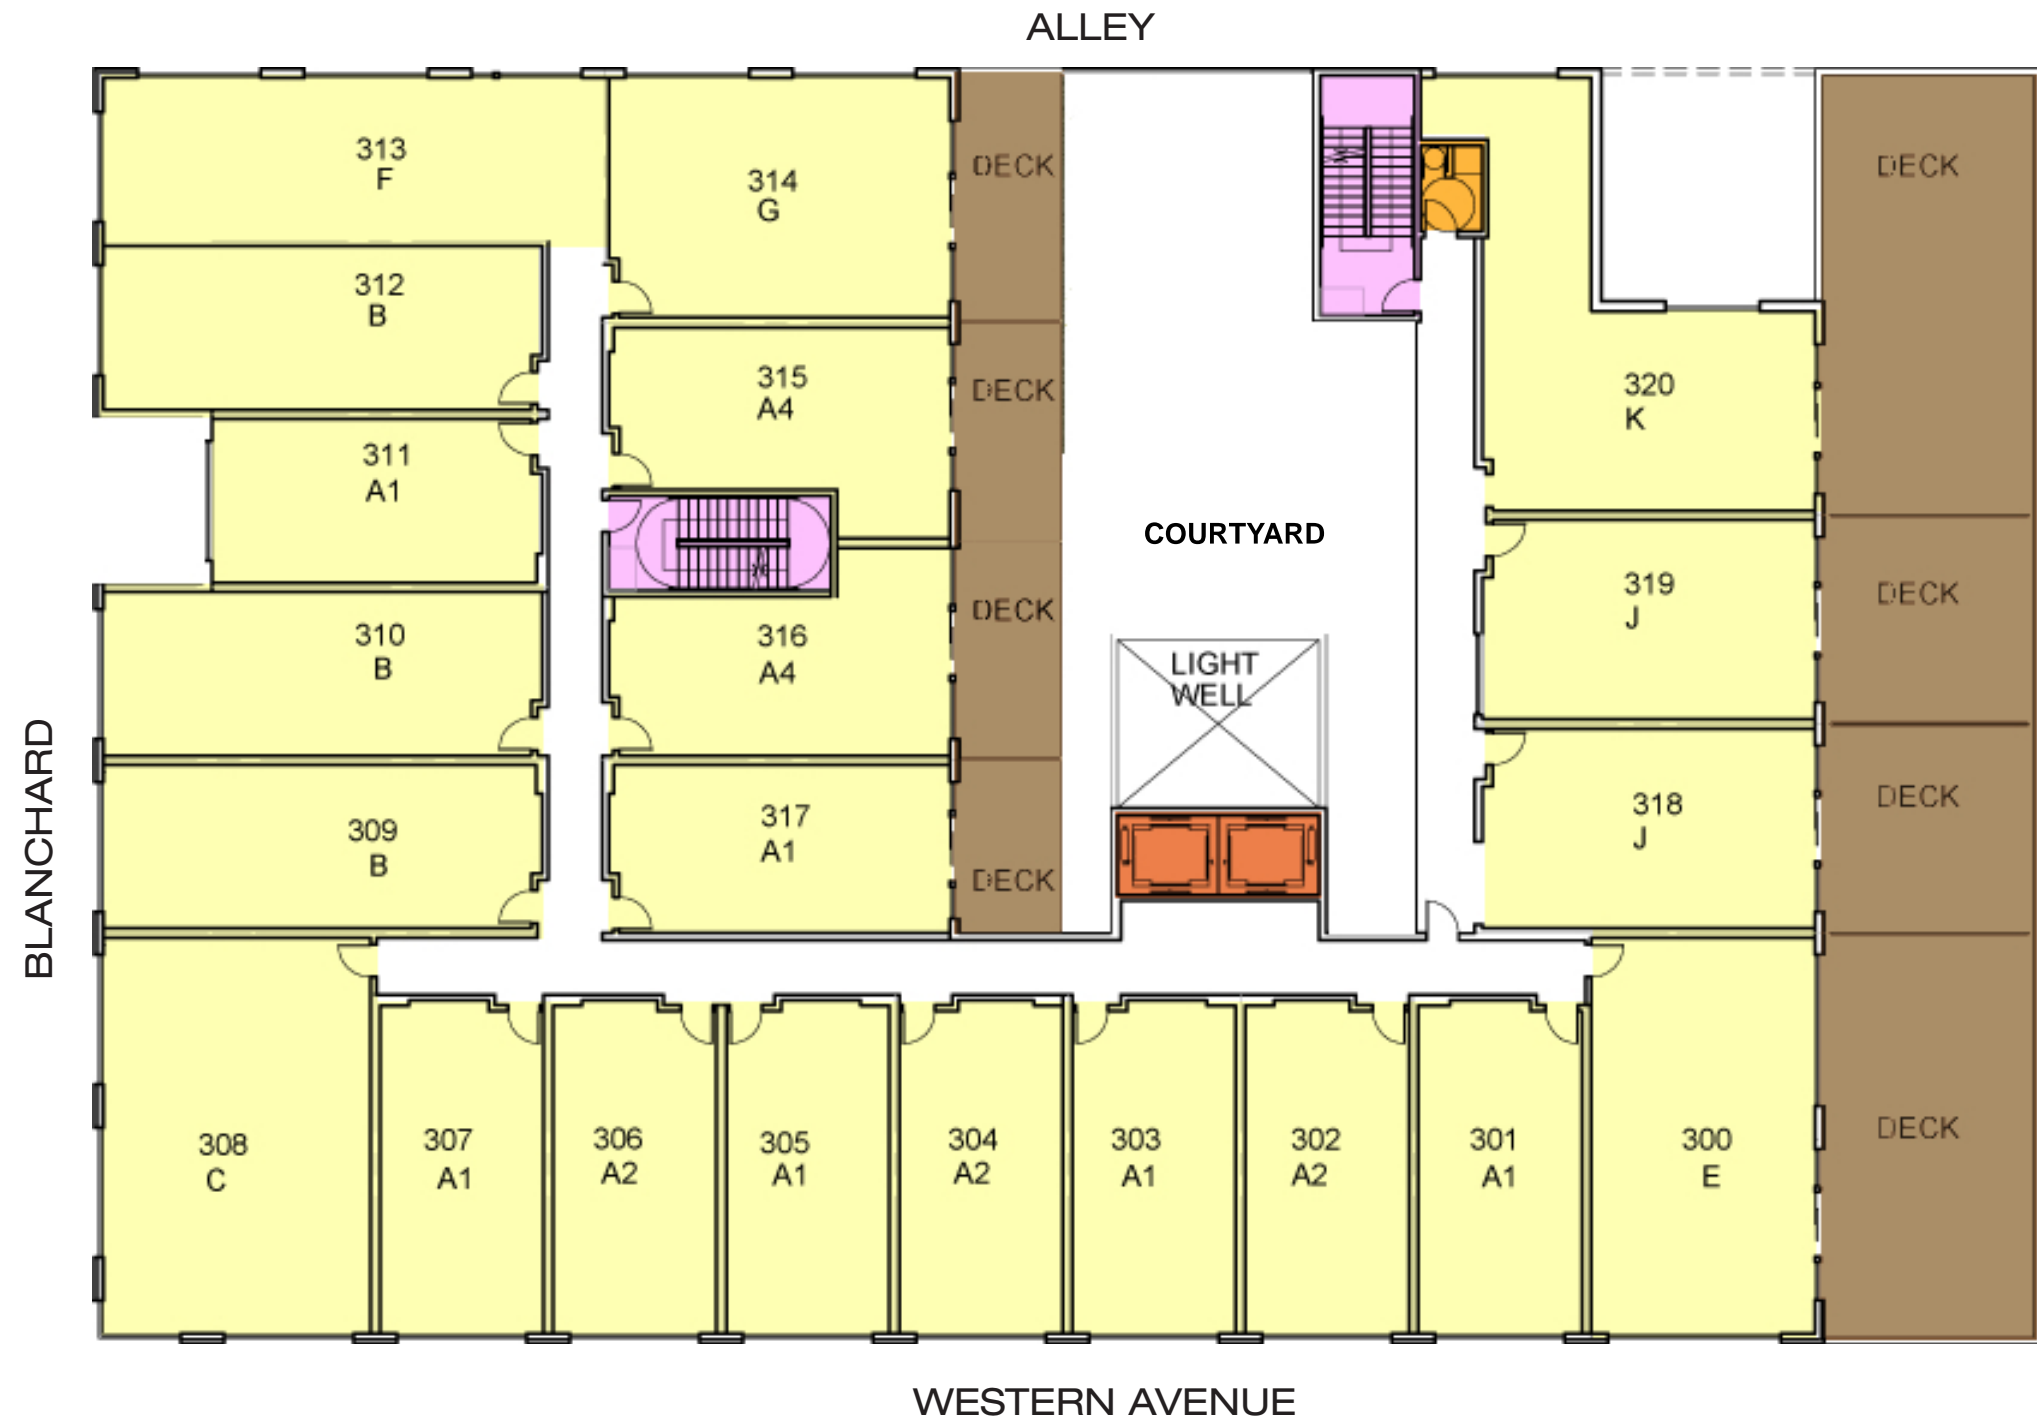 ALLEY
313
F
314
G
DECK
DECK
312
B
315
A4
DECK
320
K
311
A1
COURTYARD
319
J
DECK
310
B
316
A4
DECK
LIGHT
WELL
318
J
DECK
309
B
317
A1
DECK
BLANCHARD
308
C
307
A1
306
A2
305
A1
304
A2
303
A1
302
A2
301
A1
300
E
DECK
WESTERN AVENUE